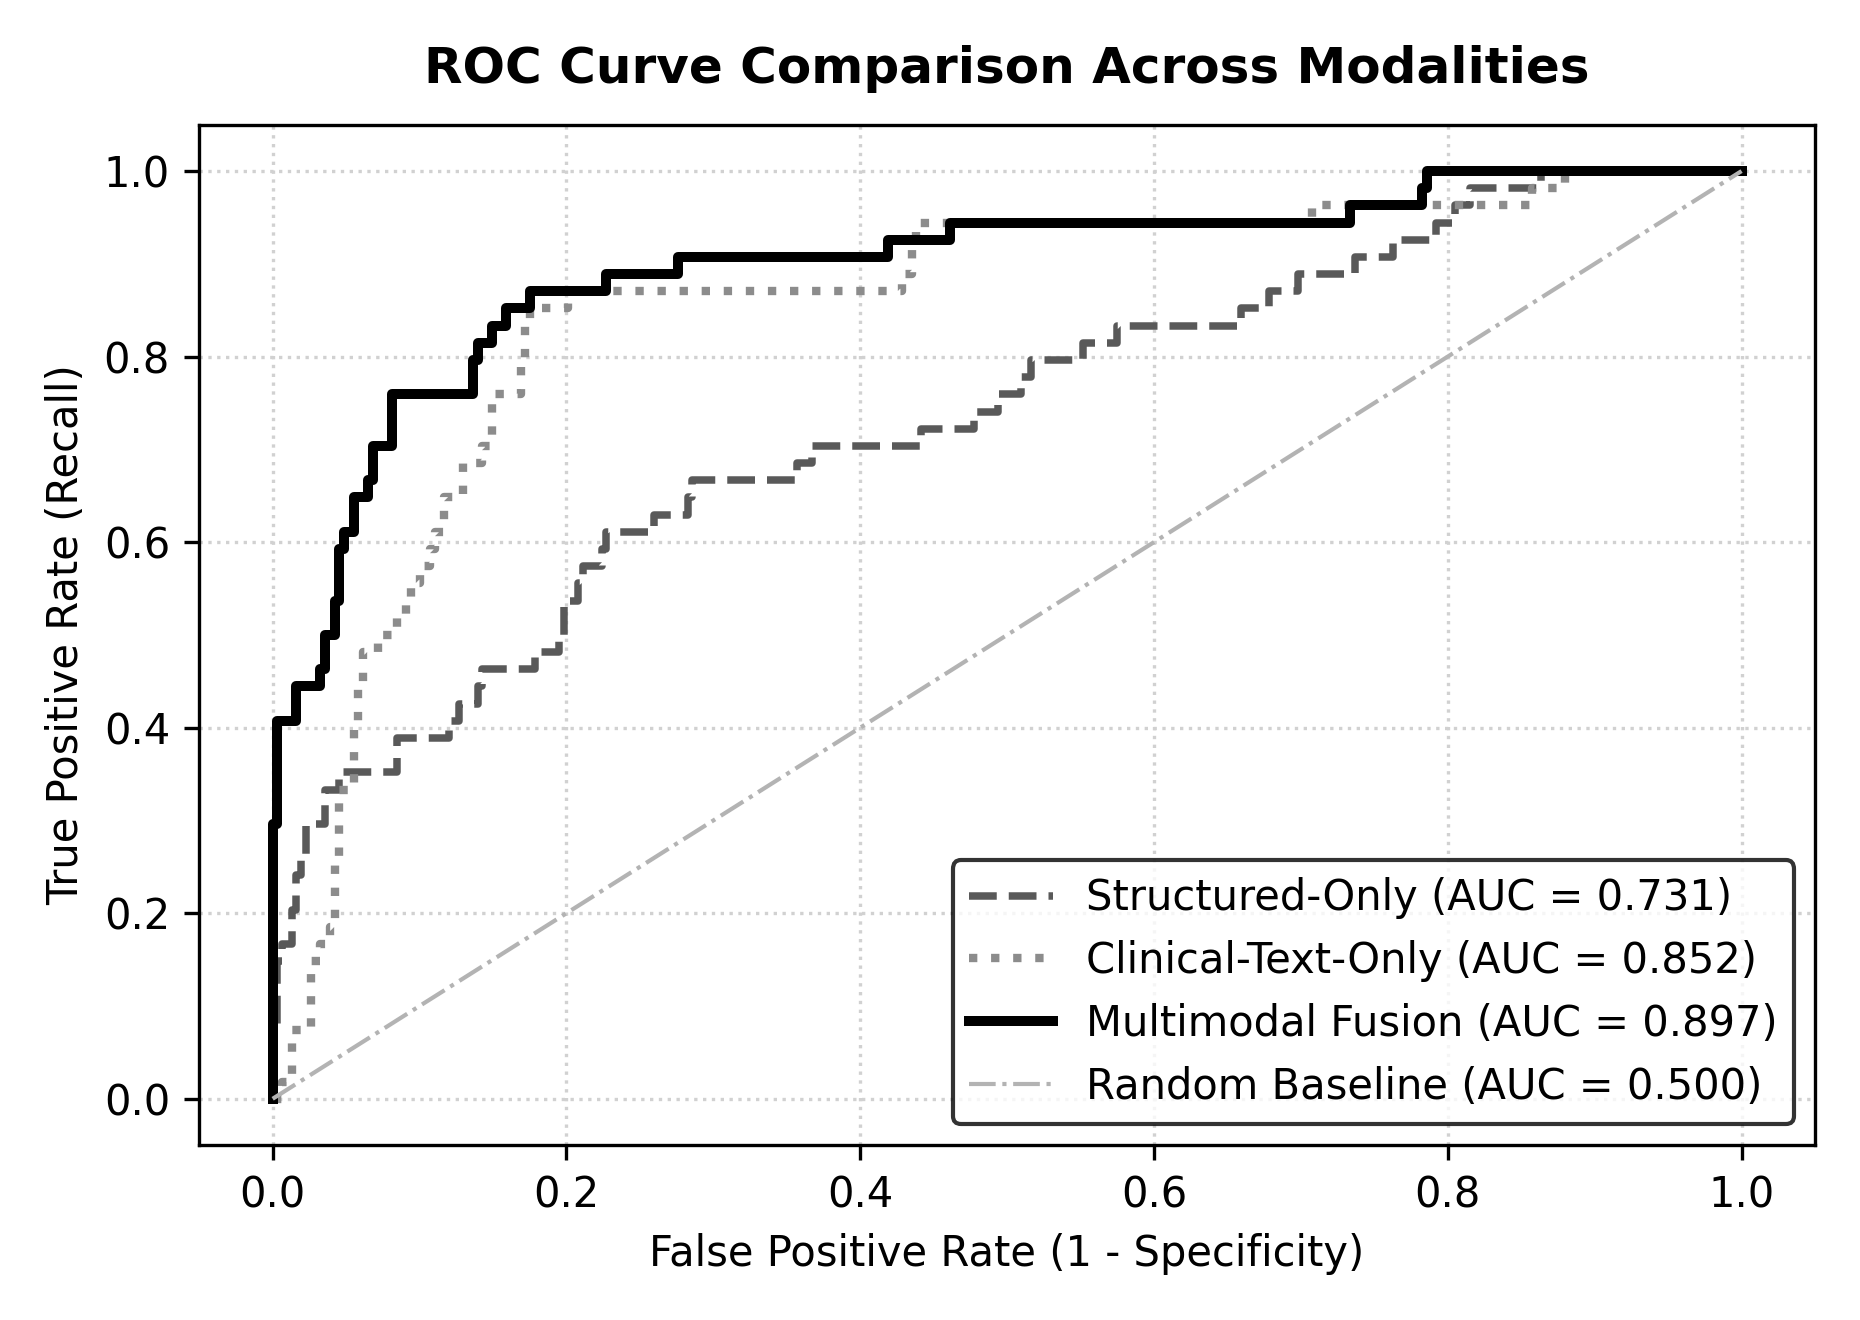 ROC Curve Comparison Across Modalities
True Positive Rate (Recall)
1.0
0.8
0.6
0.4
0.2
0.0
Structured-Only (AUC = 0.731)
Clinical-Text-Only (AUC = 0.852)
Multimodal Fusion (AUC = 0.897)
Random Baseline (AUC = 0.500)
0.0 0.2 0.4 0.6 0.8 1.0
False Positive Rate (1 - Specificity)